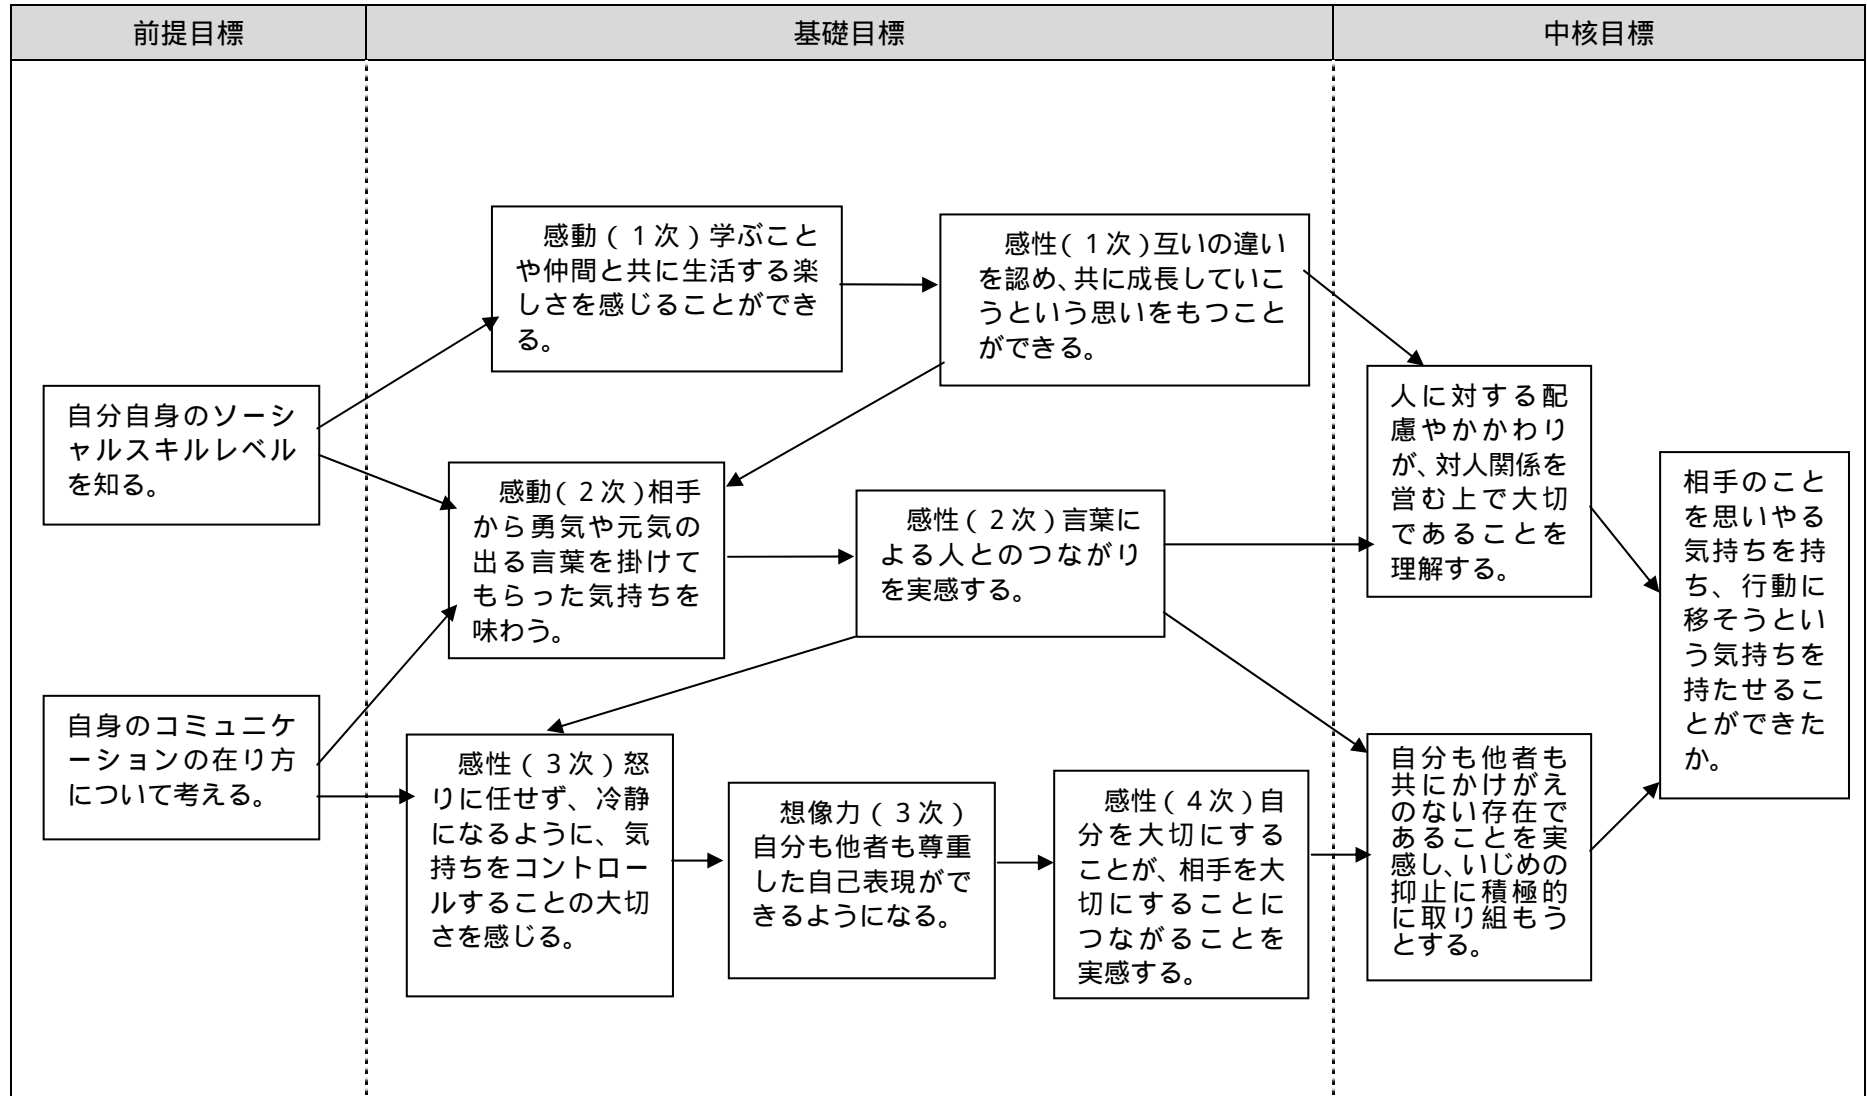 前提目標
基礎目標
中核目標
感動（1次）学ぶこと
や仲間と共に生活する楽
しさを感じることができ
る。
感性（1次）互いの違い
を認め、共に成長していこ
うという思いをもつこと
ができる。
自分自身のソーシ
ャルスキルレベル
を知る。
感動（2次）相手
から勇気や元気の
出る言葉を掛けて
もらった気持ちを
味わう。
感性（2次）言葉に
よる人とのつながり
を実感する。
人に対する配
慮やかかわり
が、対人関係を
営む上で大切
であることを
理解する。
相手のこと
を思いやる
気持ちを持
ち、行動に
移そうとい
う気持ちを
持たせるこ
とができた
か。
自身のコミュニケ
ーションの在り方
について考える。
感性（3次）怒
りに任せず、冷静
になるように、気
持ちをコントロー
ルすることの大切
さを感じる。
想像力（3次）
自分も他者も尊重
した自己表現がで
きるようになる。
感性（4次）自
分を大切にする
ことが、相手を大
切にすることに
つながることを
実感する。
自分も他者も
共にかけがえ
のない存在で
あることを実
感し、いじめの
抑止に積極的
に取り組もう
とする。